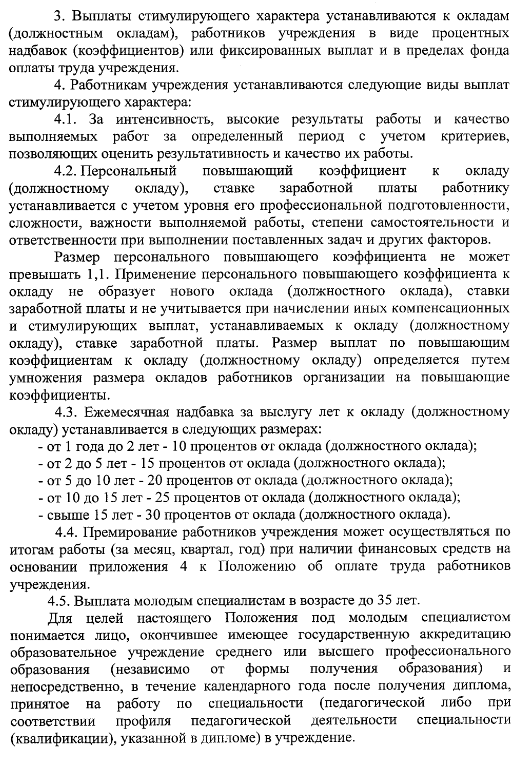 3. Выплаты стимулирующего характера устанавливаются к окладам
(должностным окладам), работников учреждения в виде процентных
надбавок (коэффициентов) или фиксированных выплат и в пределах фонда
оплаты труда учреждения.
4. Работникам учреждения устанавливаются следующие виды выплат
стимулирующего характера:
4.1. За интенсивность, высокие результаты работы и качество
выполняемых работ за определенный период с учетом критериев,
позволяющих оценить результативность и качество их работы.
4.2. Персональный повышающий коэффициент к окладу
(должностному окладу), ставке заработной платы работнику
устанавливается с учетом уровня его профессиональной подготовленности,
сложности, важности выполняемой работы, степени самостоятельности и
ответственности при выполнении поставленных задач и других факторов.
Размер персонального повышающего коэффициента не может
превышать 1,1. Применение персонального повышающего коэффициента к
окладу не образует нового оклада (должностного оклада), ставки
заработной платы и не учитывается при начислении иных компенсационных
и стимулирующих выплат, устанавливаемых к окладу (должностному
окладу), ставке заработной платы. Размер выплат по повышающим
коэффициентам к окладу (должностному окладу) определяется путем
умножения размера окладов работников организации на повышающие
коэффициенты.
4.3. Ежемесячная надбавка за выслугу лет к окладу (должностному
окладу) устанавливается в следующих размерах:
- от 1 года до 2 лет - 10 процентов от оклада (должностного оклада);
- от 2 до 5 лет - 15 процентов от оклада (должностного оклада);
- от 5 до 10 лет - 20 процентов от оклада (должностного оклада);
- от 10 до 15 лет - 25 процентов от оклада (должностного оклада);
- свыше 15 лет - 30 процентов от оклада (должностного оклада).
4.4. Премирование работников учреждения может осуществляться по
итогам работы (за месяц, квартал, год) при наличии финансовых средств на
основании приложения 4 к Положению об оплате труда работников
учреждения.
4.5. Выплата молодым специалистам в возрасте до 35 лет.
Для целей настоящего Положения под молодым специалистом
понимается лицо, окончившее имеющее государственную аккредитацию
образовательное учреждение среднего или высшего профессионального
образования (независимо от формы получения образования) и
непосредственно, в течение календарного года после получения диплома,
принятое на работу по специальности (педагогической либо при
соответствии профиля педагогической деятельности специальности
(квалификации), указанной в дипломе) в учреждение.